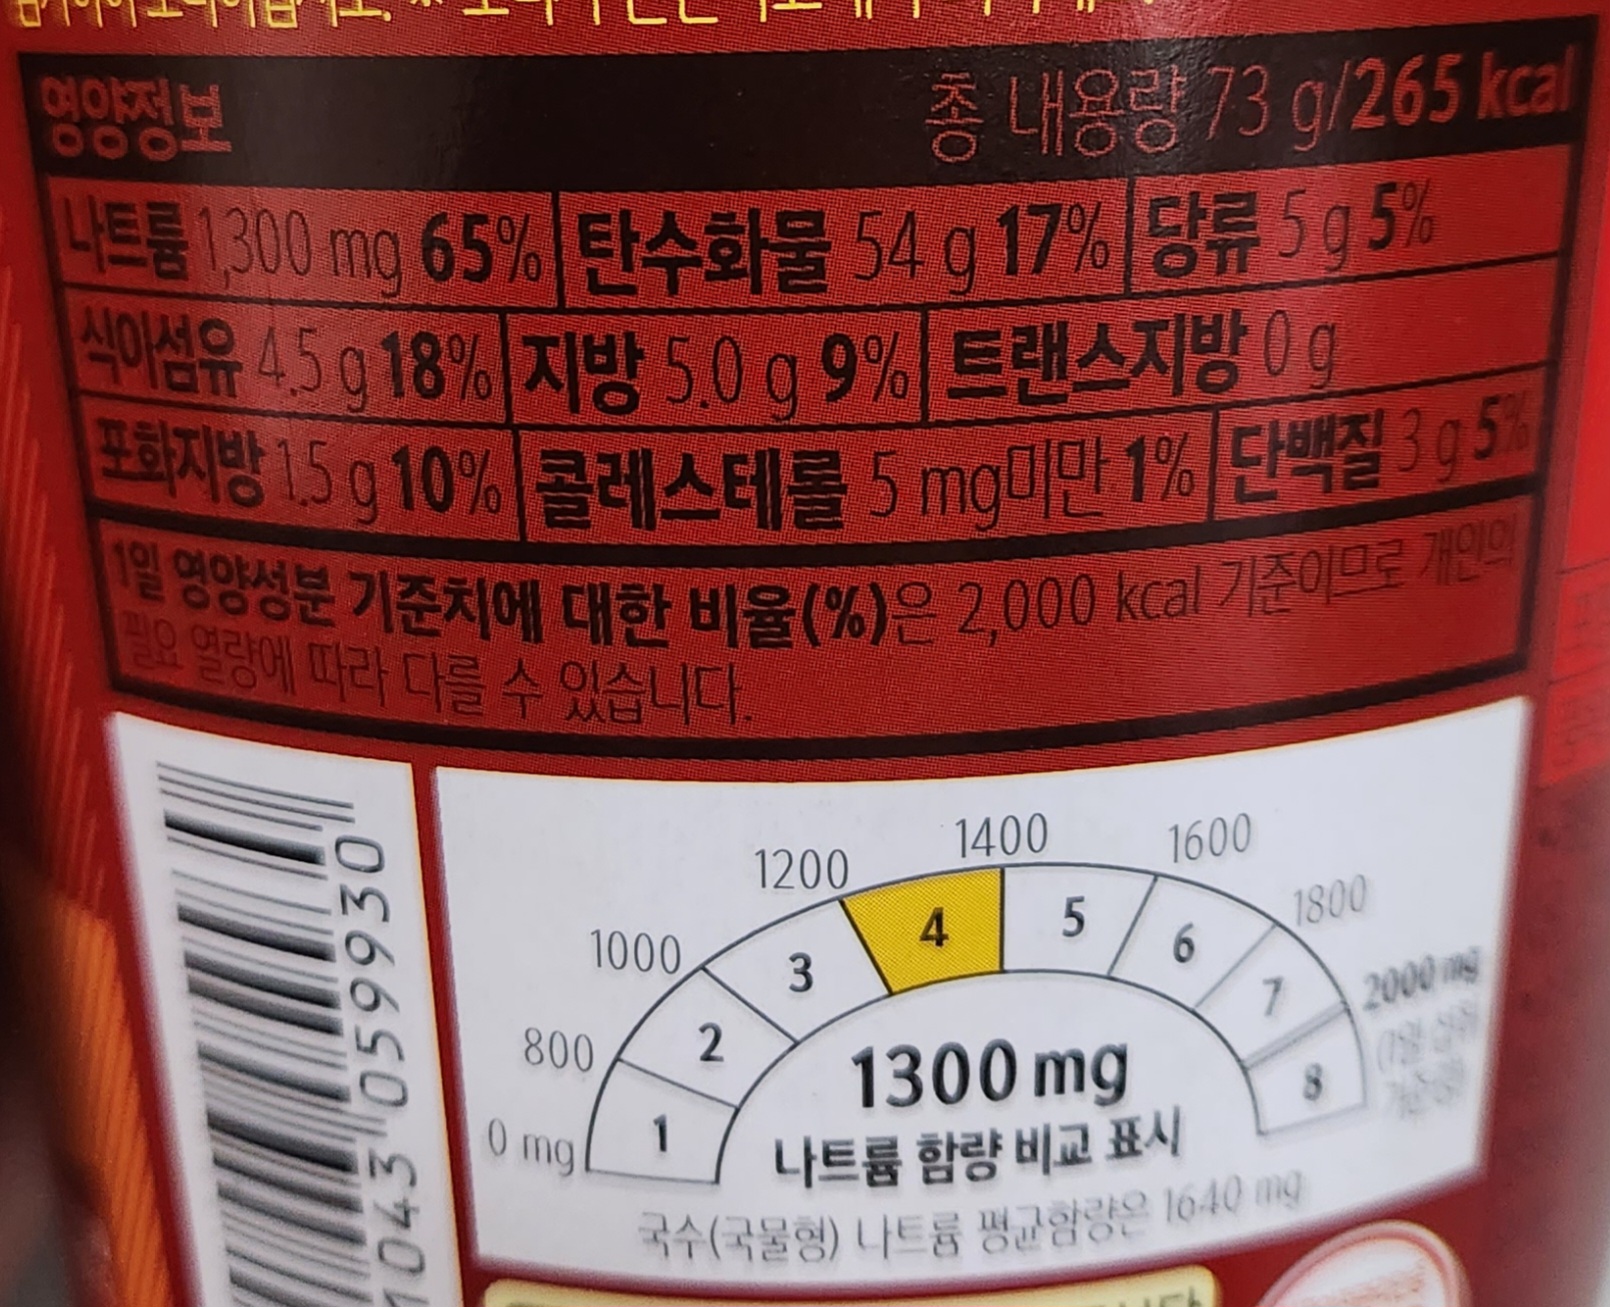 영양정보 총 내용량 73 g/265 kcal
나트륨 1,300 mg 65% 탄수화물 54 g 17% 당류 5 g 5%
식이섬유 4.5 g 18% 지방 5.0 g 9% 트랜스지방 0 g
포화지방 1.5 g 10% 콜레스테롤 5 mg미만 1% 단백질 3 g 5%
1일 영양성분 기준치에 대한 비율(%)은 2,000 kcal 기준이므로 개인의
필요 열량에 따라 다를 수 있습니다.
0 mg 800 1000 1200 1400 1600 1800 2000 mg
1 2 3 4 5 6 7 8
1300 mg
나트륨 함량 비교 표시
국수(국물형) 나트륨 평균함량은 1640 mg
1043 059930